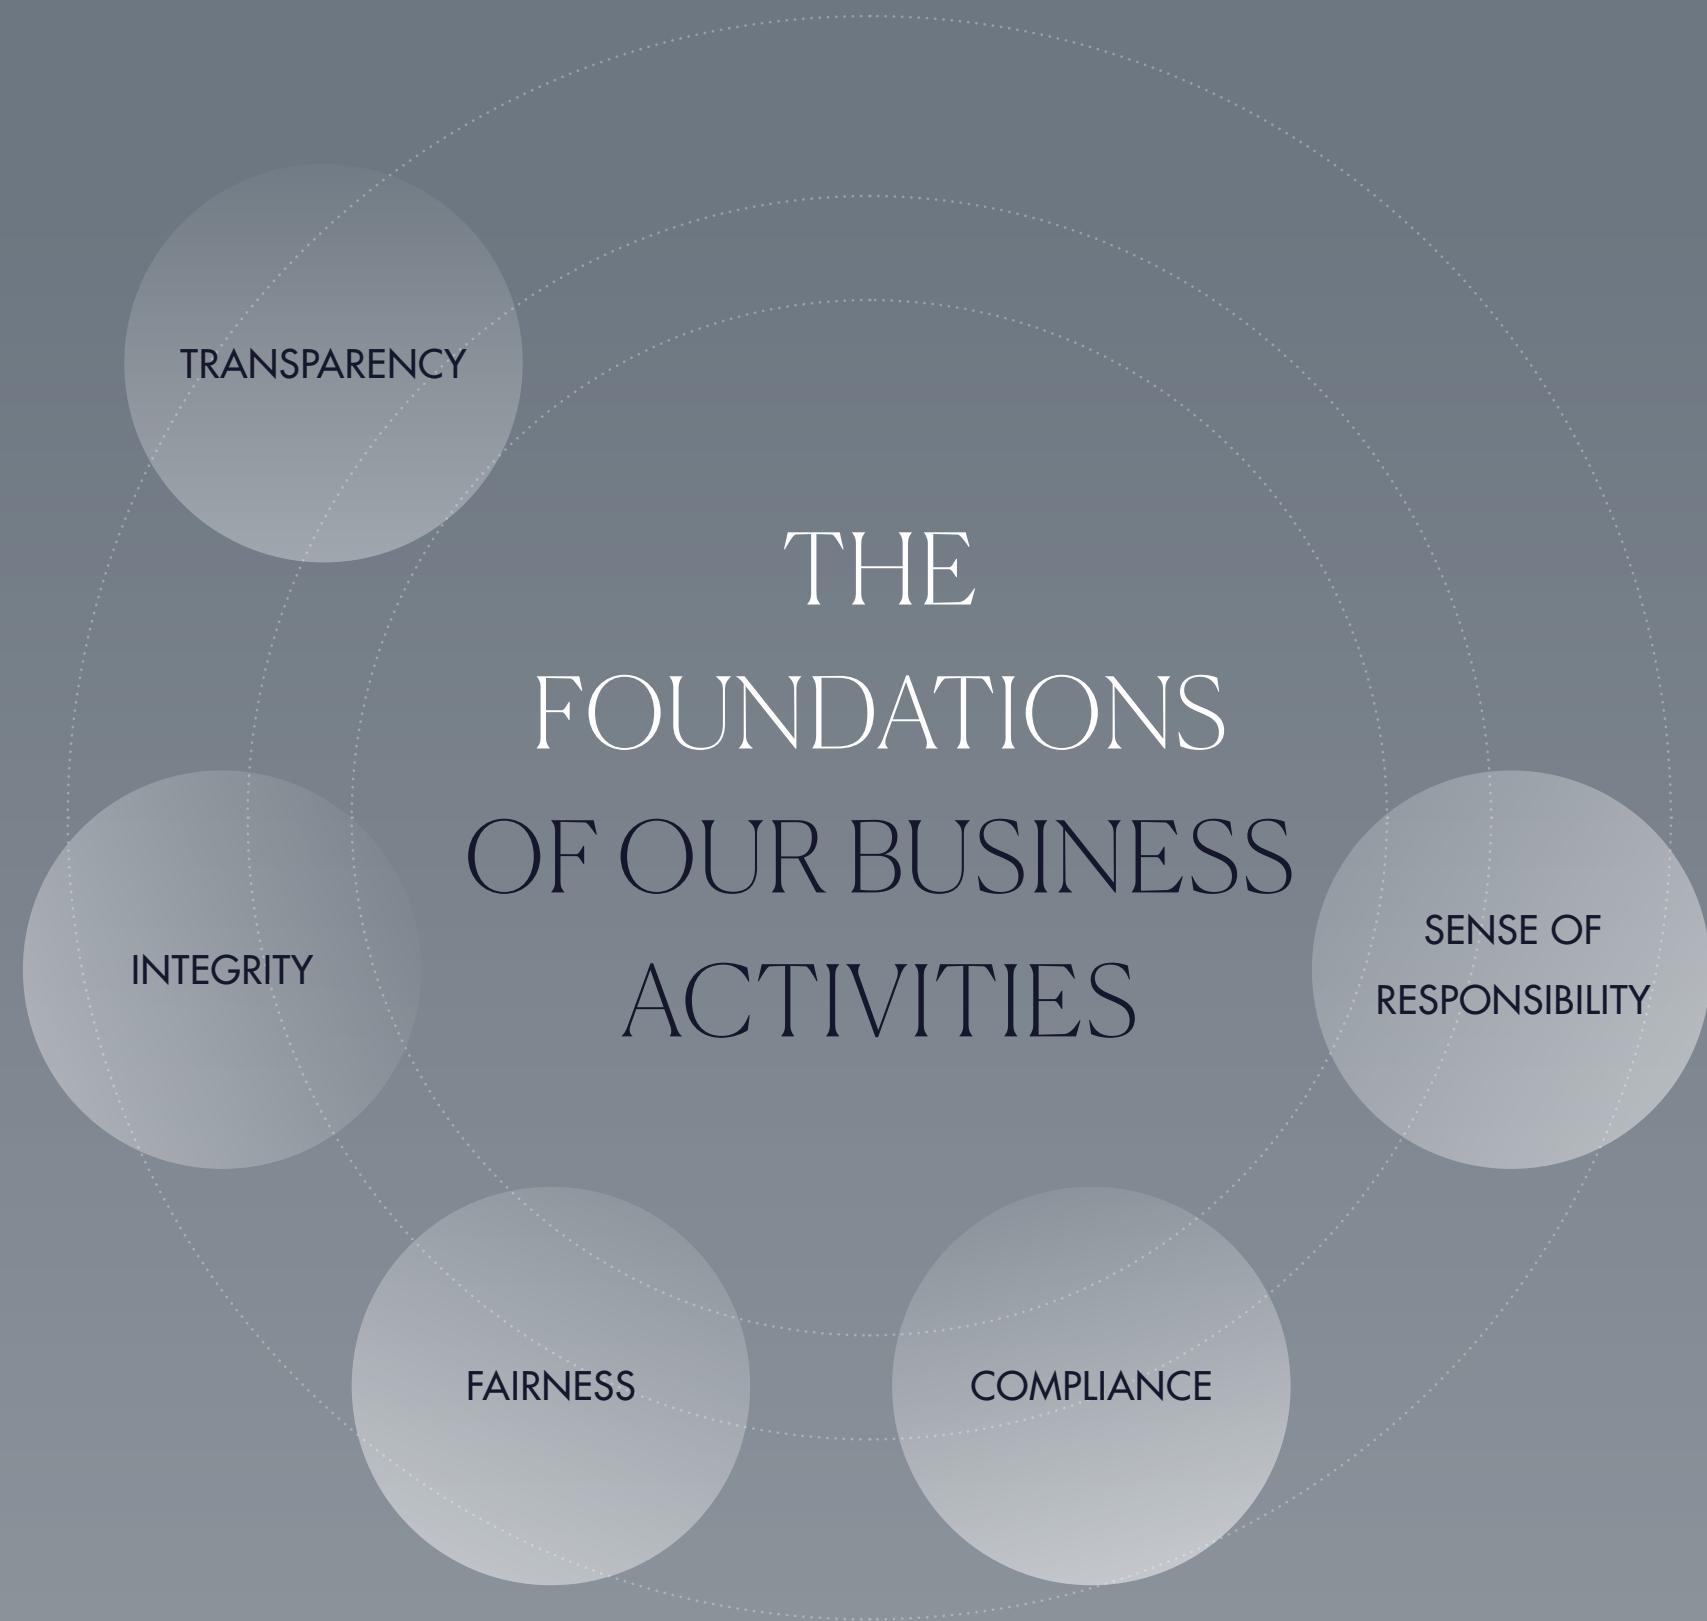 TRANSPARENCY
THE
FOUNDATIONS
OF OUR BUSINESS
ACTIVITIES
INTEGRITY
SENSE OF
RESPONSIBILITY
FAIRNESS
COMPLIANCE